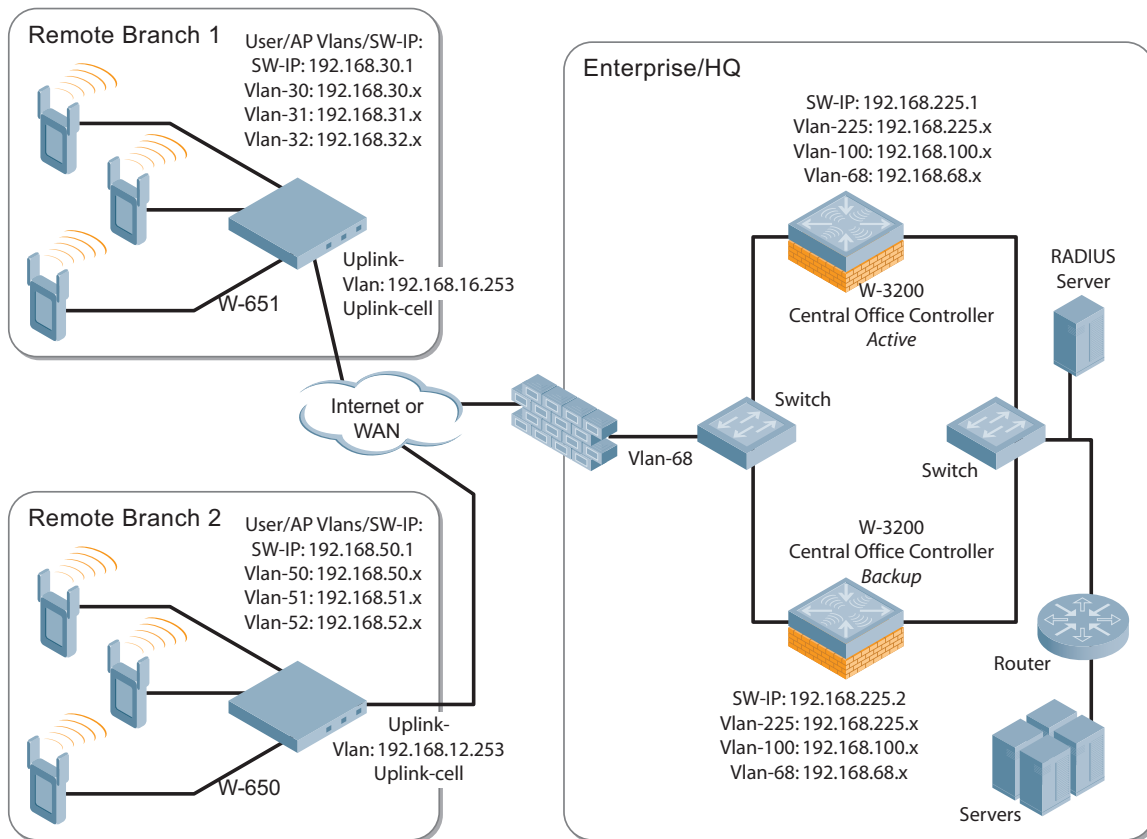 Remote Branch 1
User/AP Vlans/SW-IP:
SW-IP: 192.168.30.1
Vlan-30: 192.168.30.x
Vlan-31: 192.168.31.x
Vlan-32: 192.168.32.x
Uplink-
Vlan: 192.168.16.253
Uplink-cell
W-651
Internet or
WAN
Remote Branch 2
User/AP Vlans/SW-IP:
SW-IP: 192.168.50.1
Vlan-50: 192.168.50.x
Vlan-51: 192.168.51.x
Vlan-52: 192.168.52.x
Uplink-
Vlan: 192.168.12.253
Uplink-cell
W-650
Enterprise/HQ
SW-IP: 192.168.225.1
Vlan-225: 192.168.225.x
Vlan-100: 192.168.100.x
Vlan-68: 192.168.68.x
W-3200
Central Office Controller
Active
RADIUS
Server
Switch
Vlan-68
Switch
W-3200
Central Office Controller
Backup
SW-IP: 192.168.225.2
Vlan-225: 192.168.225.x
Vlan-100: 192.168.100.x
Vlan-68: 192.168.68.x
Router
Servers